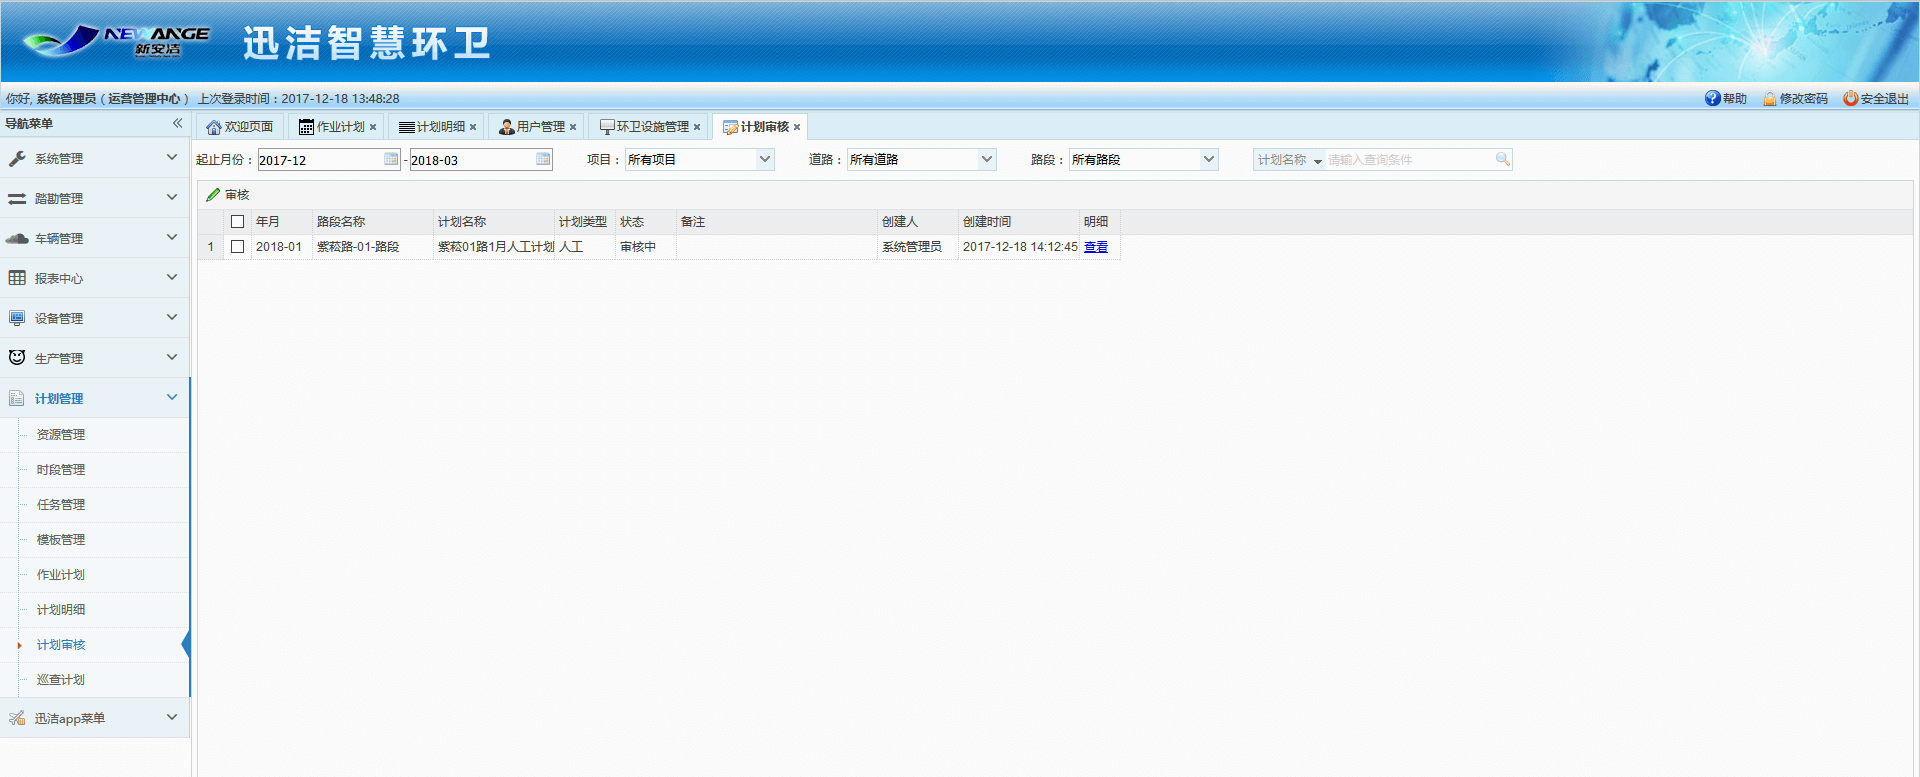 NEWANGE
新安洁
迅洁智慧环卫
你好, 系统管理员 ( 运营管理中心 ) 上次登录时间 : 2017-12-18 13:48:28
帮助 修改密码 安全退出
导航菜单
欢迎页面 作业计划 计划明细 用户管理 环卫设施管理 计划审核
起止月份 : 2017-12 - 2018-03 项目 : 所有项目 道路 : 所有道路 路段 : 所有路段 计划名称 请输入查询条件
审核
年月 路段名称 计划名称 计划类型 状态 备注 创建人 创建时间 明细
1 2018-01 紫菘路-01-路段 紫菘01路1月人工计划 人工 审核中 系统管理员 2017-12-18 14:12:45 查看
系统管理
踏勘管理
车辆管理
报表中心
设备管理
生产管理
计划管理
资源管理
时段管理
任务管理
模板管理
作业计划
计划明细
计划审核
巡查计划
迅洁app菜单